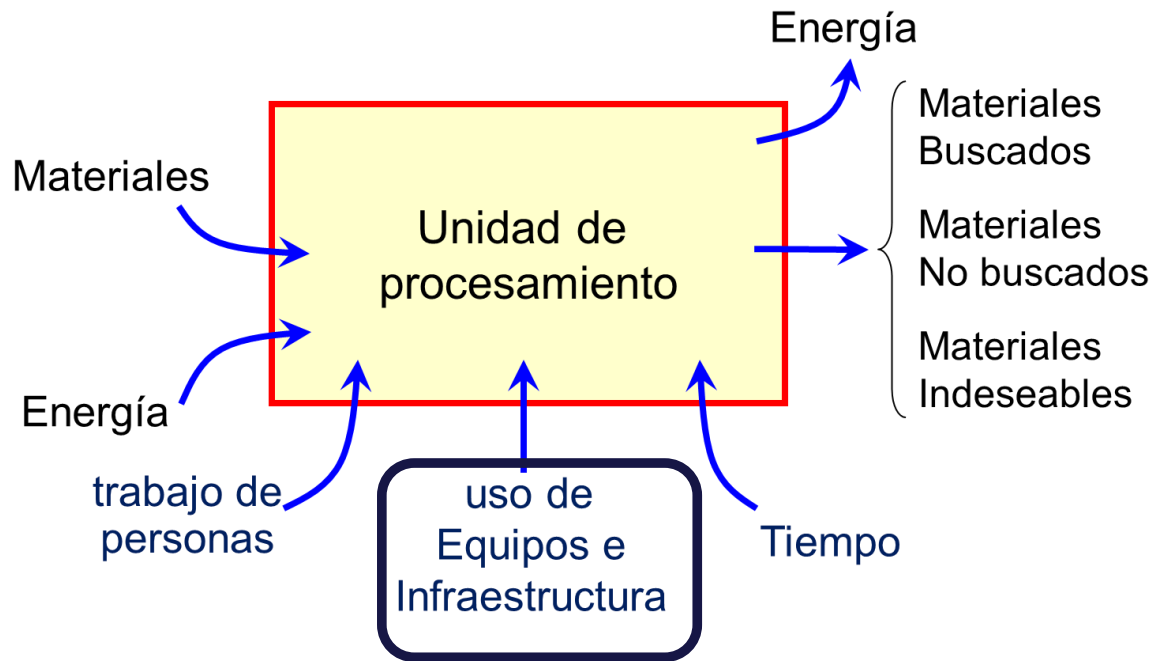 Energía
Materiales
Buscados
Materiales
No buscados
Materiales
Indeseables
Materiales
Unidad de
procesamiento
Energía
trabajo de
personas
uso de
Equipos e
Infraestructura
Tiempo